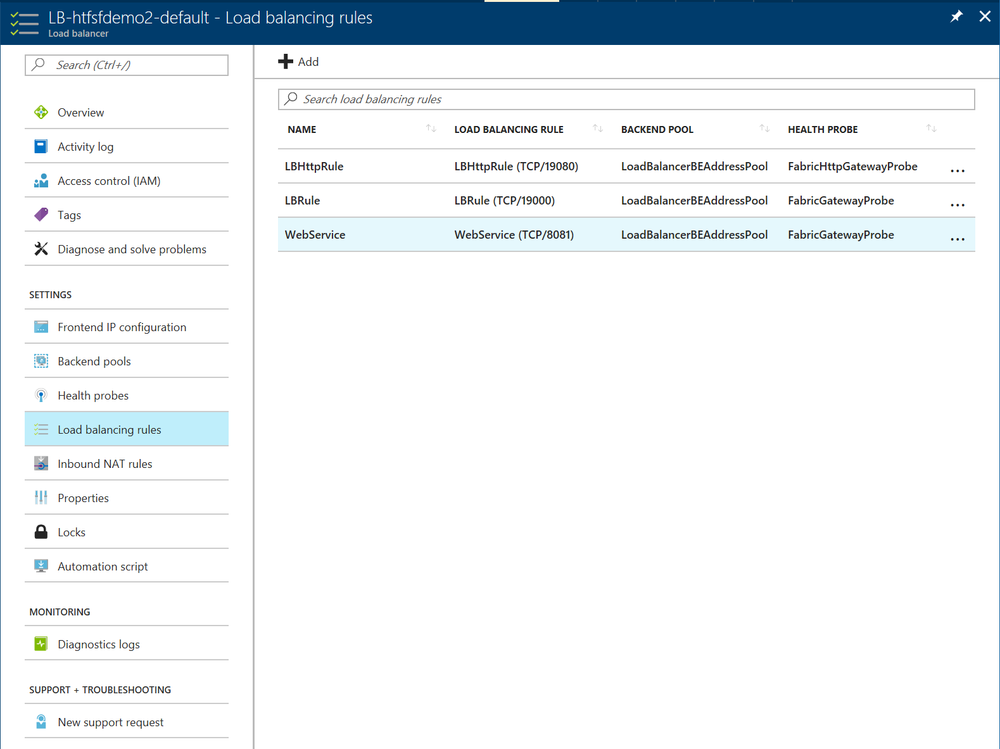 LB-htfsfdemo2-default - Load balancing rules
Load balancer
Search (Ctrl+/)
Overview
Activity log
Access control (IAM)
Tags
Diagnose and solve problems
SETTINGS
Frontend IP configuration
Backend pools
Health probes
Load balancing rules
Inbound NAT rules
Properties
Locks
Automation script
MONITORING
Diagnostics logs
SUPPORT + TROUBLESHOOTING
New support request
Add
Search load balancing rules
NAME LOAD BALANCING RULE BACKEND POOL HEALTH PROBE
LBHttpRule LBHttpRule (TCP/19080) LoadBalancerBEAddressPool FabricHttpGatewayProbe ...
LBRule LBRule (TCP/19000) LoadBalancerBEAddressPool FabricGatewayProbe ...
WebService WebService (TCP/8081) LoadBalancerBEAddressPool FabricGatewayProbe ...